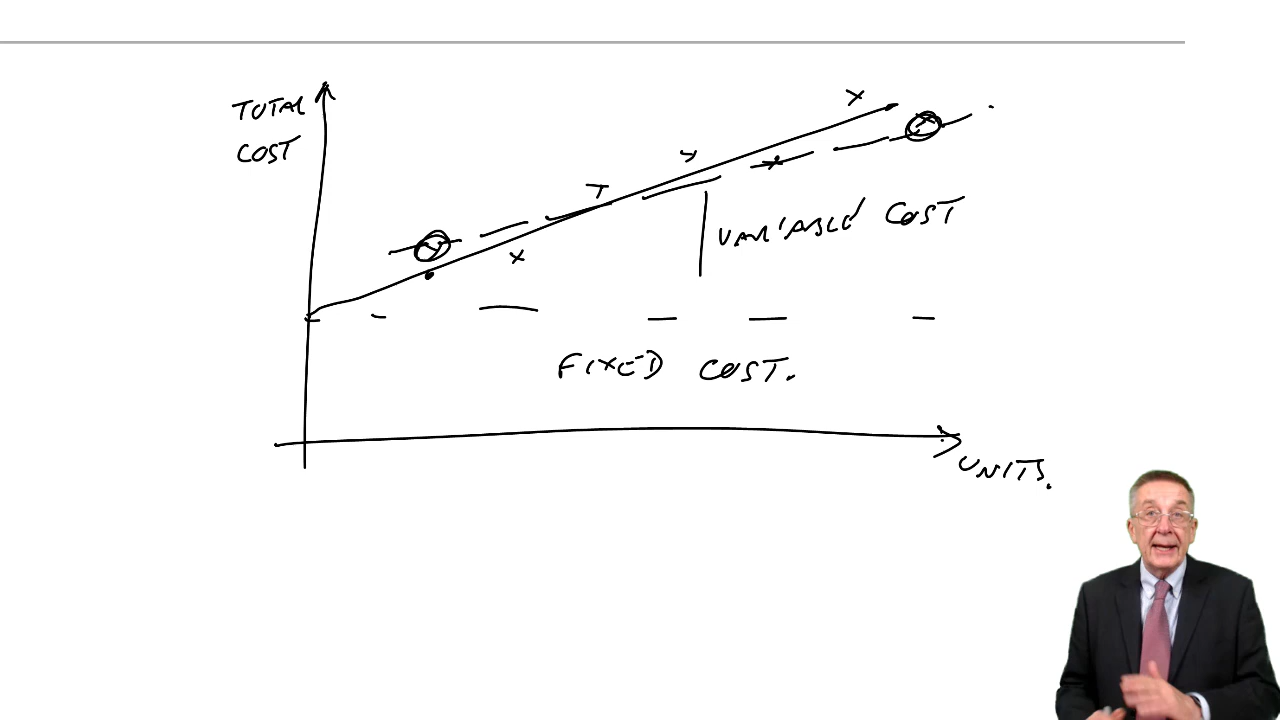 TOTAL
COST
VARIABLE COST
FIXED COST.
UNITS.